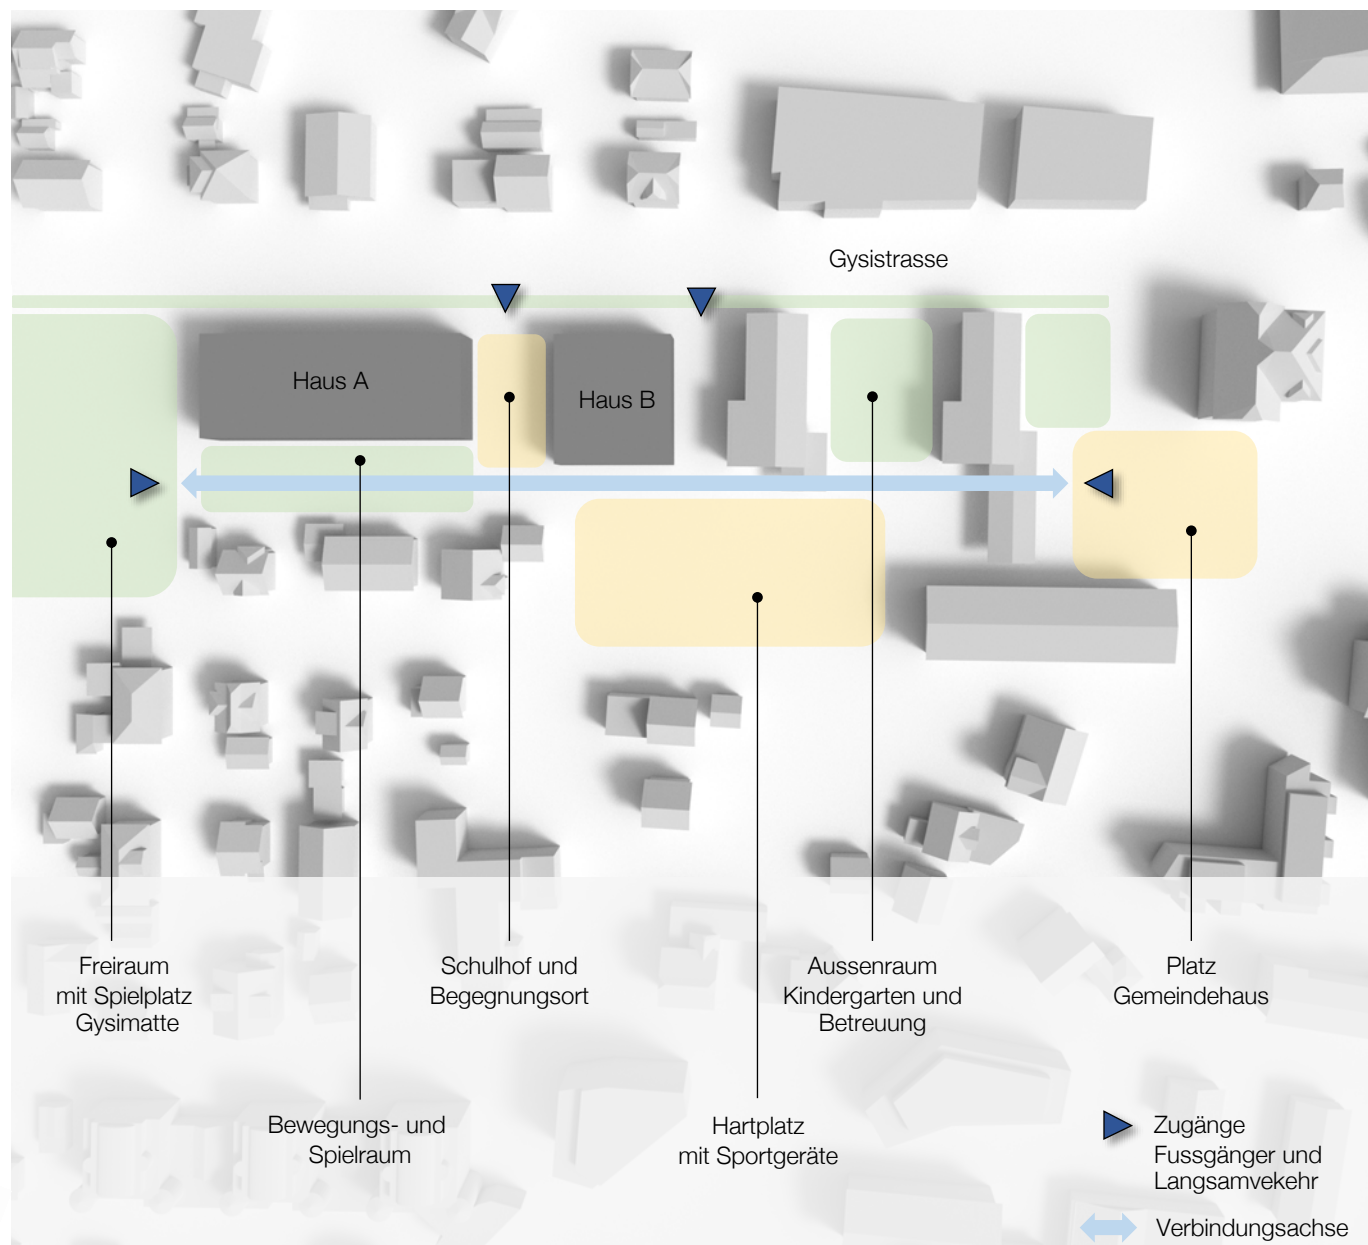 Gysistrasse
Haus A
Haus B
Freiraum
mit Spielplatz
Gysimatte
Schulhof und
Begegnungsort
Aussenraum
Kindergarten und
Betreuung
Platz
Gemeindehaus
Bewegungs- und
Spielraum
Hartplatz
mit Sportgeräte
Zugänge
Fussgänger und
Langsamvekehr
Verbindungsachse